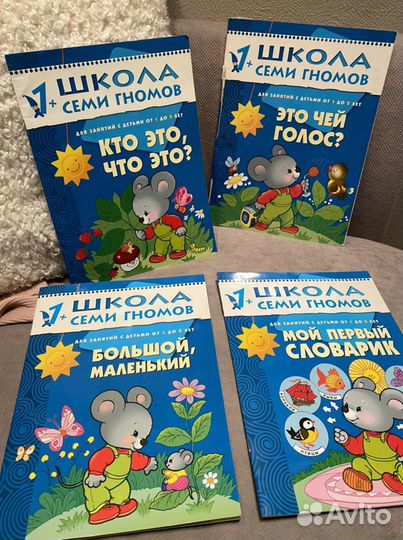 1+ ШКОЛА
СЕМИ ГНОМОВ
ДЛЯ ЗАНЯТИЙ С ДЕТЬМИ ОТ 1 ДО 2 ЛЕТ
КТО ЭТО,
ЧТО ЭТО?
1+ ШКОЛА
СЕМИ ГНОМОВ
ДЛЯ ЗАНЯТИЙ С ДЕТЬМИ ОТ 1 ДО 2 ЛЕТ
ЭТО ЧЕЙ
ГОЛОС?
1+ ШКОЛА
СЕМИ ГНОМОВ
ДЛЯ ЗАНЯТИЙ С ДЕТЬМИ ОТ 1 ДО 2 ЛЕТ
БОЛЬШОЙ,
МАЛЕНЬКИЙ
1+ ШКОЛА
СЕМИ ГНОМОВ
ДЛЯ ЗАНЯТИЙ С ДЕТЬМИ ОТ 1 ДО 2 ЛЕТ
МОЙ ПЕРВЫЙ
СЛОВАРИК
РЫБЫ
ПТИЦЫ
Avito